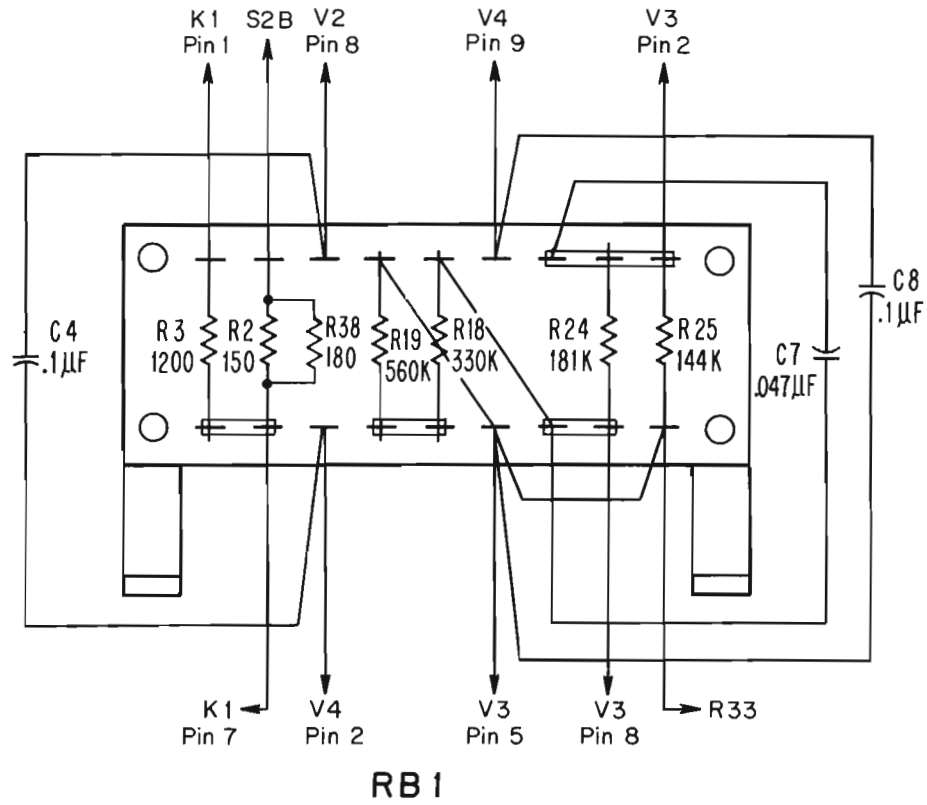 K1
Pin 1
S2B
V2
Pin 8
V4
Pin 9
V3
Pin 2
C4
.1µF
R3
1200
R2
150
R38
180
R19
560K
R18
330K
R24
181K
R25
144K
C7
.047µF
C8
.1µF
K1
Pin 7
V4
Pin 2
V3
Pin 5
V3
Pin 8
R33
RB1